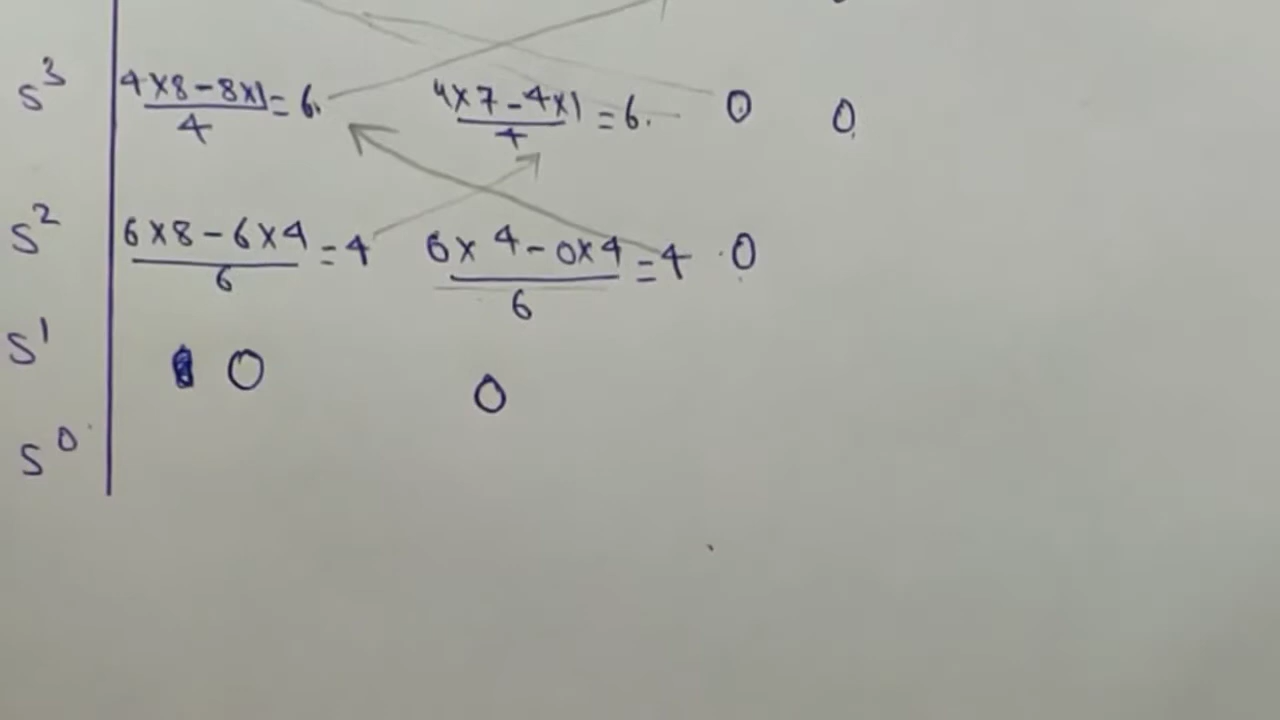 s³ 4×8-8×1/4 = 6. 4×7-4×1/4 = 6. 0 0
s² 6×8-6×4/6 = 4 6×4-0×4/6 = 4 0
s¹ 0 0
s⁰